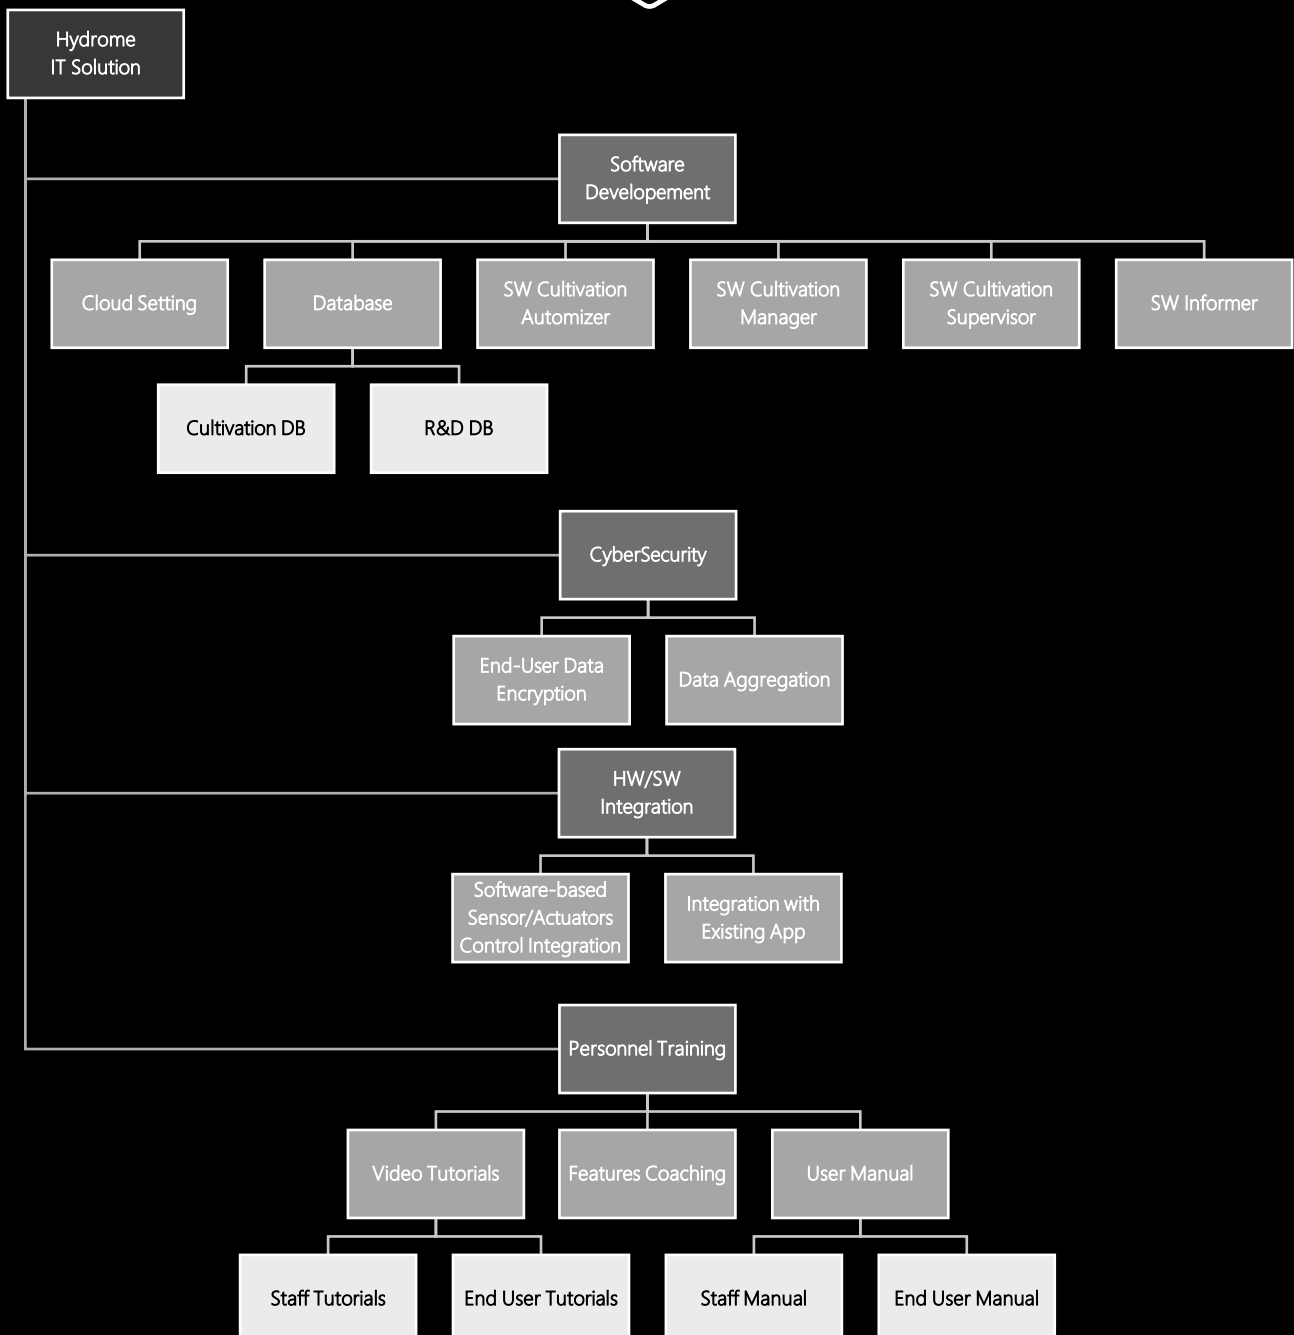 Hydrome
IT Solution
Software
Developement
Cloud Setting
Database
SW Cultivation
Automizer
SW Cultivation
Manager
SW Cultivation
Supervisor
SW Informer
Cultivation DB
R&D DB
CyberSecurity
End-User Data
Encryption
Data Aggregation
HW/SW
Integration
Software-based
Sensor/Actuators
Control Integration
Integration with
Existing App
Personnel Training
Video Tutorials
Features Coaching
User Manual
Staff Tutorials
End User Tutorials
Staff Manual
End User Manual